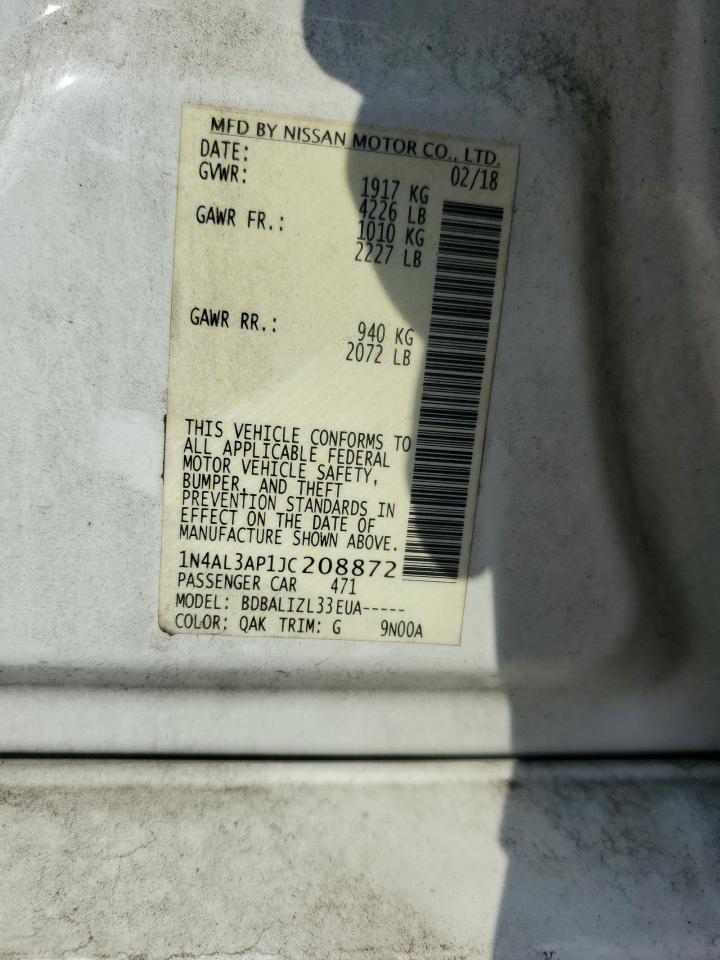 MFD BY NISSAN MOTOR CO., LTD.
DATE: 02/18
GVWR: 1917 KG
4226 LB
GAWR FR.: 1010 KG
2227 LB
GAWR RR.: 940 KG
2072 LB
THIS VEHICLE CONFORMS TO
ALL APPLICABLE FEDERAL
MOTOR VEHICLE SAFETY,
BUMPER, AND THEFT
PREVENTION STANDARDS IN
EFFECT ON THE DATE OF
MANUFACTURE SHOWN ABOVE.
1N4AL3AP1JC208872
PASSENGER CAR 471
MODEL: BDBALIZL33EUA-----
COLOR: QAK TRIM: G 9N00A